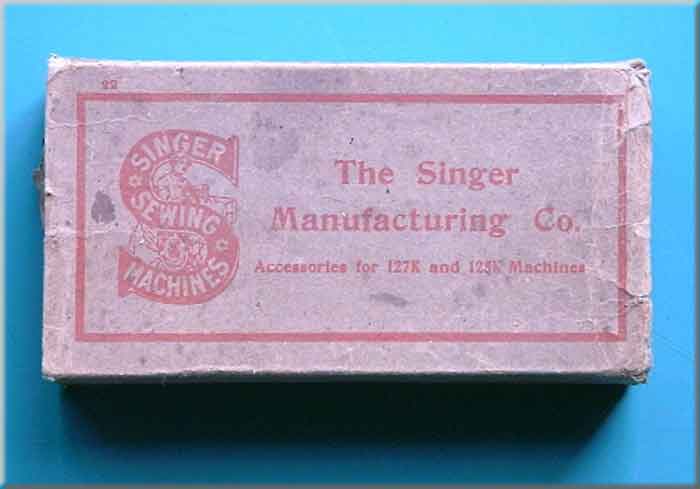 22
SINGER
SEWING
MACHINES
The Singer
Manufacturing Co.
Accessories for 127K and 128K Machines